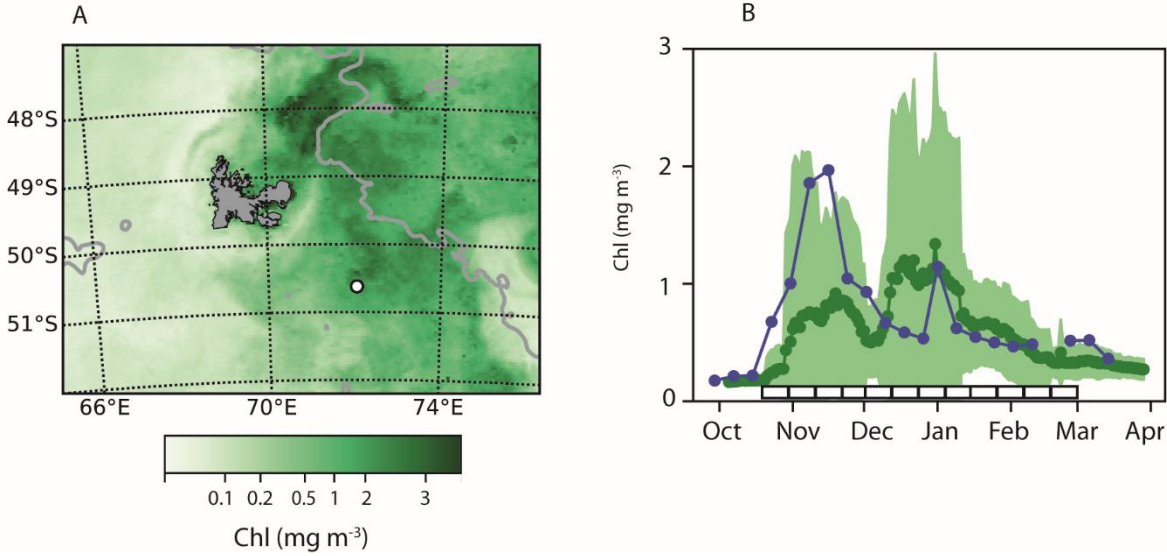 A
48°S
49°S
50°S
51°S
66°E 70°E 74°E
0.1 0.2 0.5 1 2 3
Chl (mg m-3)
B
3
2
1
0
Chl (mg m-3)
Oct Nov Dec Jan Feb Mar Apr